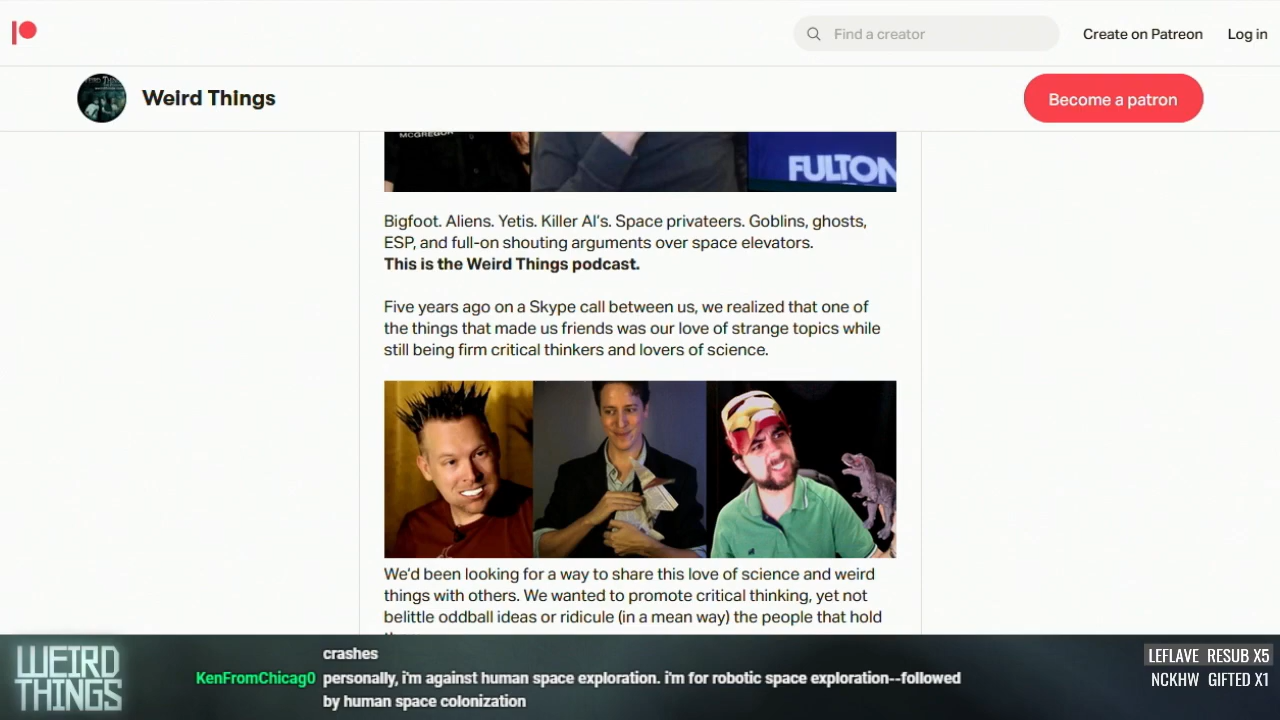 Find a creator
Create on Patreon
Log in
Weird Things
Become a patron
MCGREGOR
FULTON
Bigfoot. Aliens. Yetis. Killer AI's. Space privateers. Goblins, ghosts,
ESP, and full-on shouting arguments over space elevators.
This is the Weird Things podcast.
Five years ago on a Skype call between us, we realized that one of
the things that made us friends was our love of strange topics while
still being firm critical thinkers and lovers of science.
We'd been looking for a way to share this love of science and weird
things with others. We wanted to promote critical thinking, yet not
belittle oddball ideas or ridicule (in a mean way) the people that hold
WEIRD
THINGS
crashes
KenFromChicag0 personally, i'm against human space exploration. i'm for robotic space exploration--followed
by human space colonization
LEFLAVE RESUB X5
NCKHW GIFTED X1